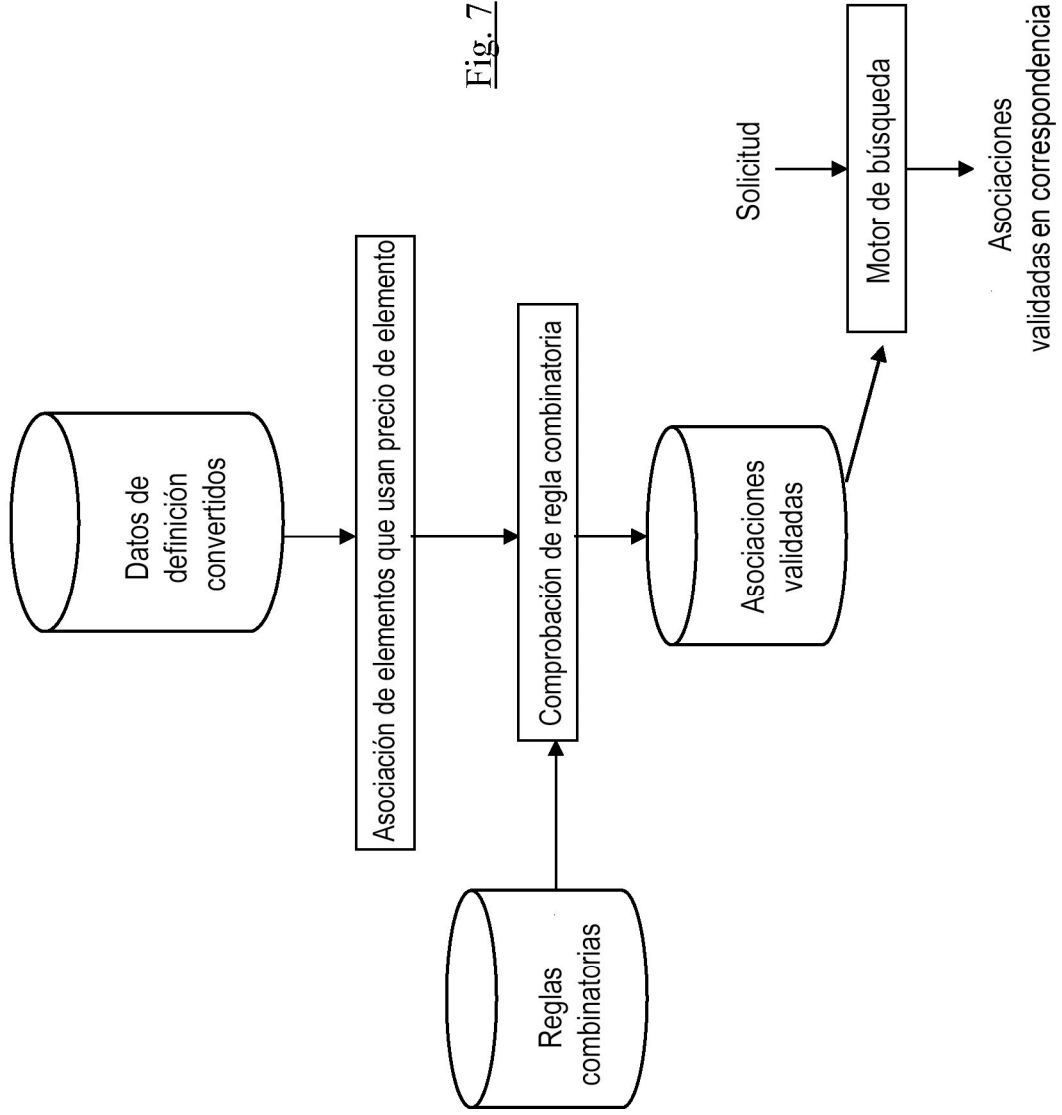 Datos de
definición
convertidos
Asociación de elementos que usan precio de elemento
Reglas
combinatorias
Comprobación de regla combinatoria
Asociaciones
validadas
Solicitud
Motor de búsqueda
Asociaciones
validadas en correspondencia
Fig. 7